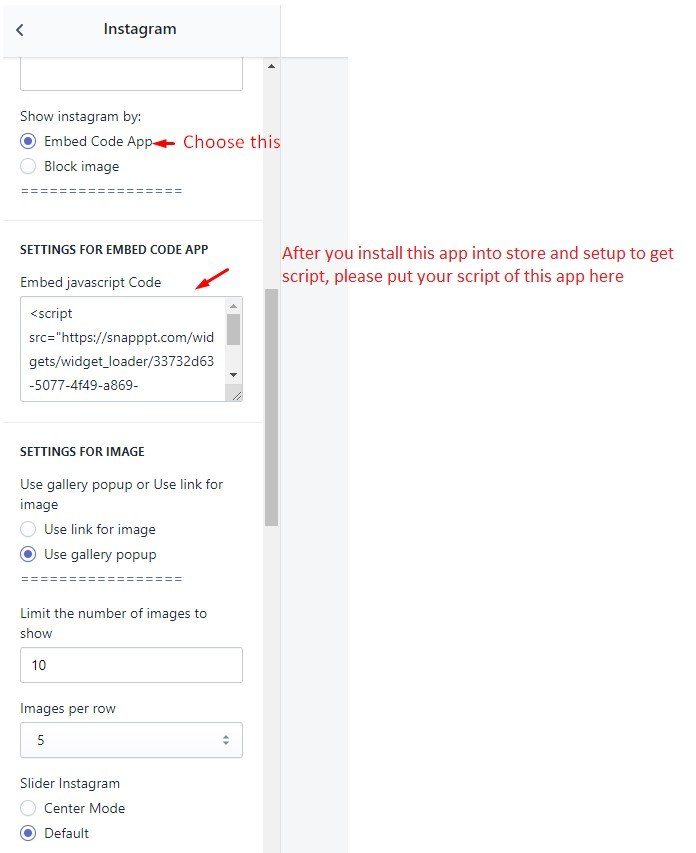 Instagram
Show instagram by:
Embed Code App
Choose this
Block image
=================
SETTINGS FOR EMBED CODE APP
After you install this app into store and setup to get
script, please put your script of this app here
Embed javascript Code
<script
src="https://snapppt.com/wid
gets/widget_loader/33732d63
-5077-4f49-a869-
SETTINGS FOR IMAGE
Use gallery popup or Use link for
image
Use link for image
Use gallery popup
=================
Limit the number of images to
show
10
Images per row
5
Slider Instagram
Center Mode
Default